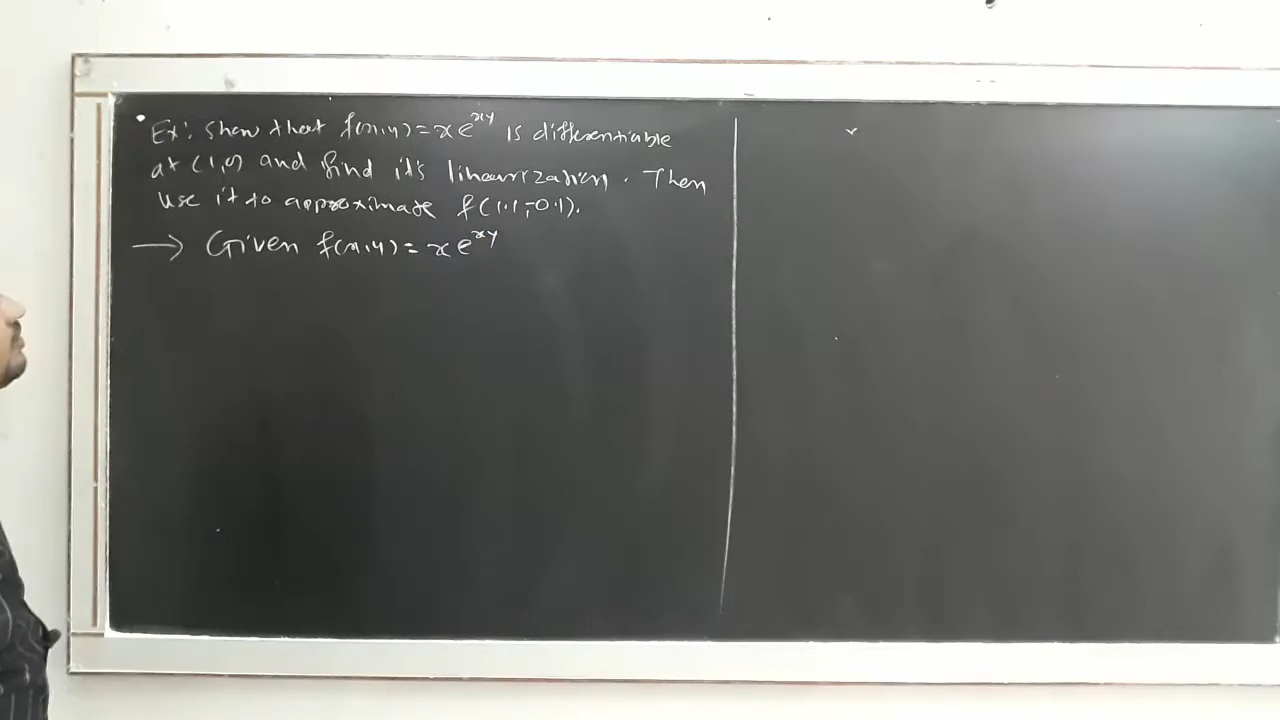 Ex: Show that f(x,y) = xe^{xy} is differentiable
at (1,0) and find it's linearization. Then
use it to approximate f(1.1,-0.1).
→ Given f(x,y) = xe^{xy}